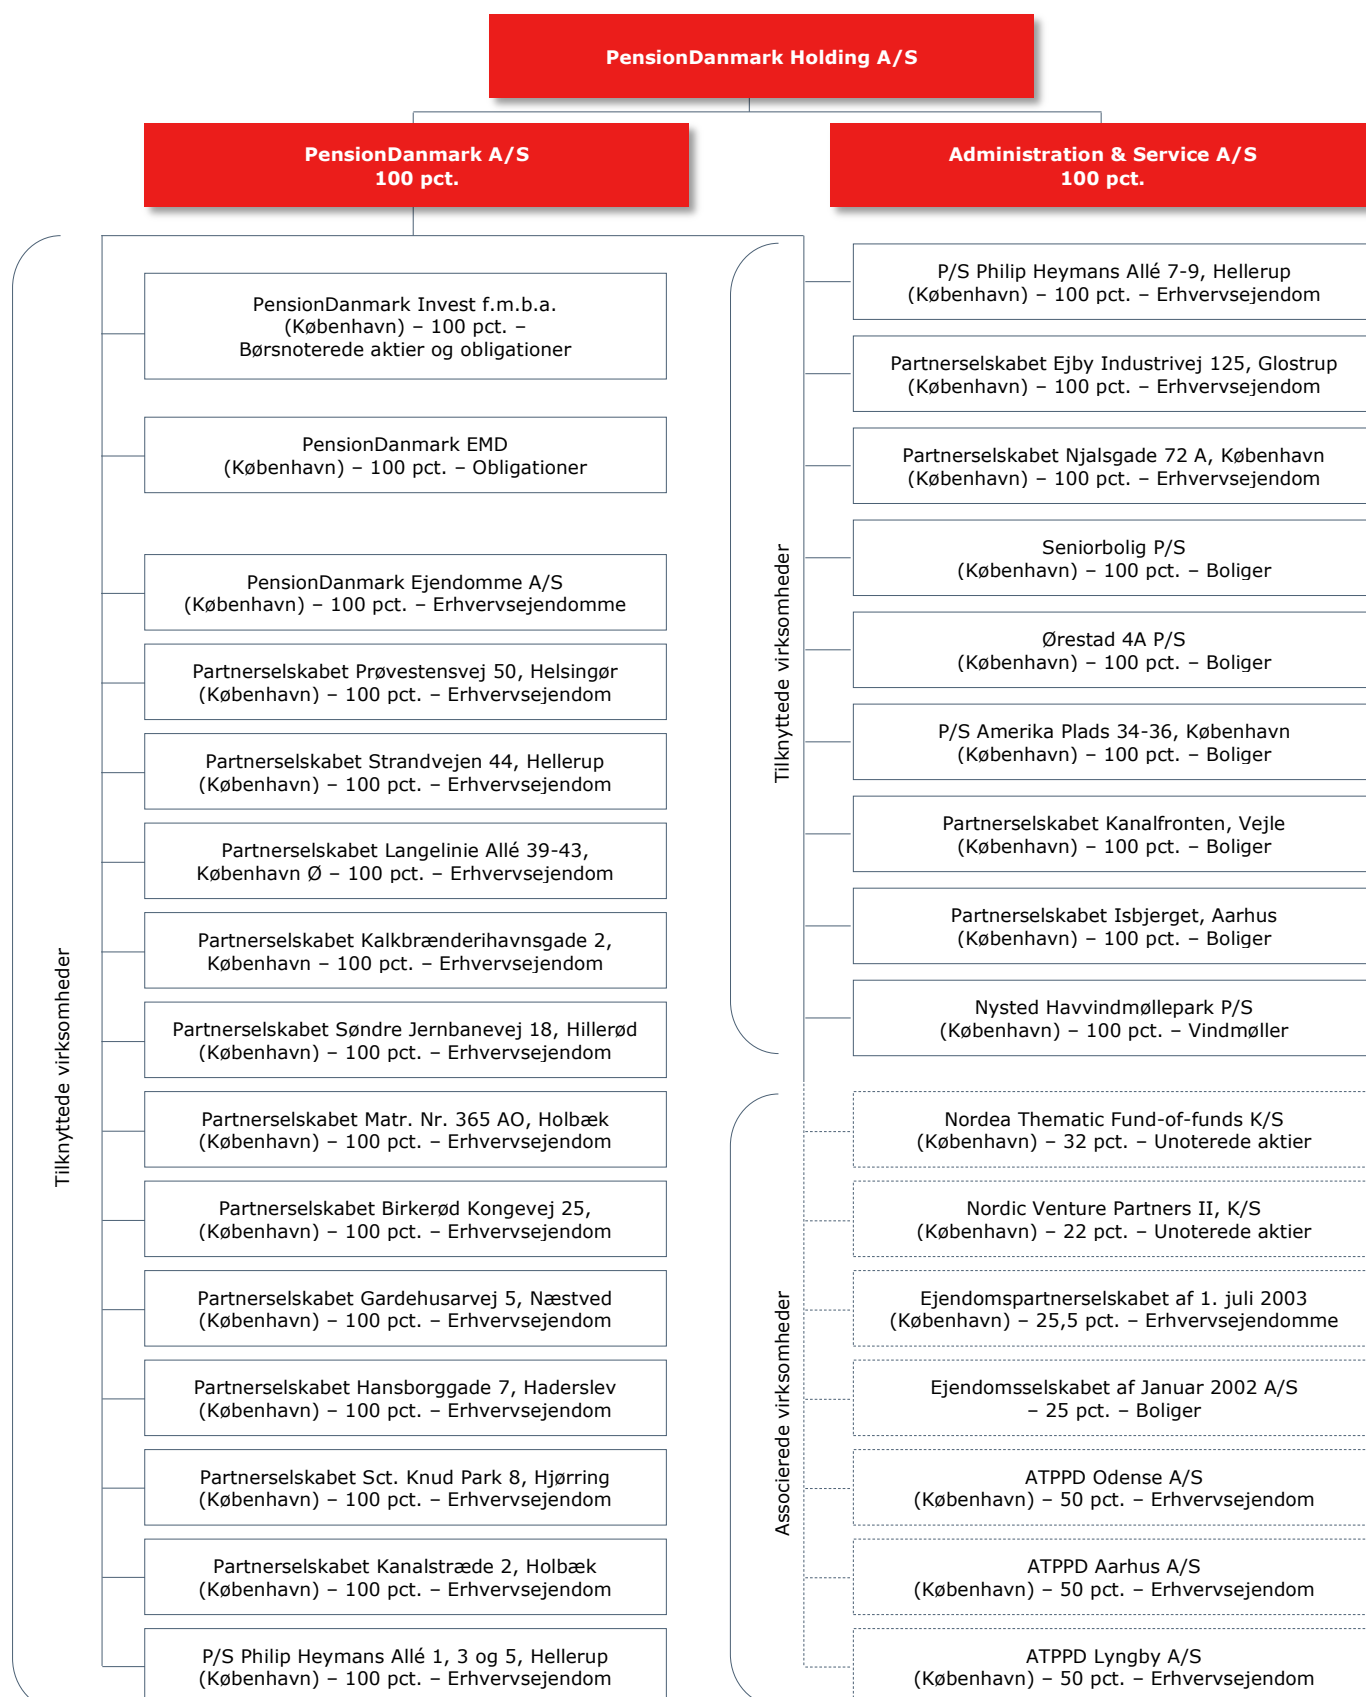 PensionDanmark Holding A/S
PensionDanmark A/S
100 pct.
Administration & Service A/S
100 pct.
Tilknyttede virksomheder
PensionDanmark Invest f.m.b.a.
(København) – 100 pct. –
Børsnoterede aktier og obligationer
PensionDanmark EMD
(København) – 100 pct. – Obligationer
PensionDanmark Ejendomme A/S
(København) – 100 pct. – Erhvervsejendomme
Partnerselskabet Prøvestensvej 50, Helsingør
(København) – 100 pct. – Erhvervsejendom
Partnerselskabet Strandvejen 44, Hellerup
(København) – 100 pct. – Erhvervsejendom
Partnerselskabet Langelinie Allé 39-43,
København Ø – 100 pct. – Erhvervsejendom
Partnerselskabet Kalkbrænderihavnsgade 2,
København – 100 pct. – Erhvervsejendom
Partnerselskabet Søndre Jernbanevej 18, Hillerød
(København) – 100 pct. – Erhvervsejendom
Partnerselskabet Matr. Nr. 365 AO, Holbæk
(København) – 100 pct. – Erhvervsejendom
Partnerselskabet Birkerød Kongevej 25,
(København) – 100 pct. – Erhvervsejendom
Partnerselskabet Gardehusarvej 5, Næstved
(København) – 100 pct. – Erhvervsejendom
Partnerselskabet Hansborggade 7, Haderslev
(København) – 100 pct. – Erhvervsejendom
Partnerselskabet Sct. Knud Park 8, Hjørring
(København) – 100 pct. – Erhvervsejendom
Partnerselskabet Kanalstræde 2, Holbæk
(København) – 100 pct. – Erhvervsejendom
P/S Philip Heymans Allé 1, 3 og 5, Hellerup
(København) – 100 pct. – Erhvervsejendom
Tilknyttede virksomheder
P/S Philip Heymans Allé 7-9, Hellerup
(København) – 100 pct. – Erhvervsejendom
Partnerselskabet Ejby Industrivej 125, Glostrup
(København) – 100 pct. – Erhvervsejendom
Partnerselskabet Njalsgade 72 A, København
(København) – 100 pct. – Erhvervsejendom
Seniorbolig P/S
(København) – 100 pct. – Boliger
Ørestad 4A P/S
(København) – 100 pct. – Boliger
P/S Amerika Plads 34-36, København
(København) – 100 pct. – Boliger
Partnerselskabet Kanalfronten, Vejle
(København) – 100 pct. – Boliger
Partnerselskabet Isbjerget, Aarhus
(København) – 100 pct. – Boliger
Nysted Havvindmøllepark P/S
(København) – 100 pct. – Vindmøller
Associerede virksomheder
Nordea Thematic Fund-of-funds K/S
(København) – 32 pct. – Unoterede aktier
Nordic Venture Partners II, K/S
(København) – 22 pct. – Unoterede aktier
Ejendomspartnerselskabet af 1. juli 2003
(København) – 25,5 pct. – Erhvervsejendomme
Ejendomsselskabet af Januar 2002 A/S
– 25 pct. – Boliger
ATPPD Odense A/S
(København) – 50 pct. – Erhvervsejendom
ATPPD Aarhus A/S
(København) – 50 pct. – Erhvervsejendom
ATPPD Lyngby A/S
(København) – 50 pct. – Erhvervsejendom